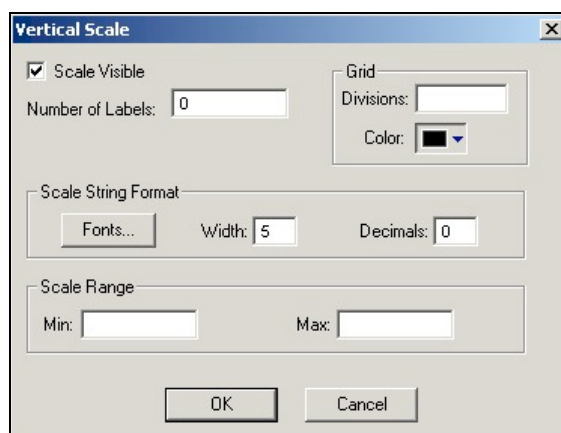 Vertical Scale
Scale Visible
Number of Labels: 0
Grid
Divisions:
Color:
Scale String Format
Fonts...
Width: 5
Decimals: 0
Scale Range
Min:
Max:
OK
Cancel